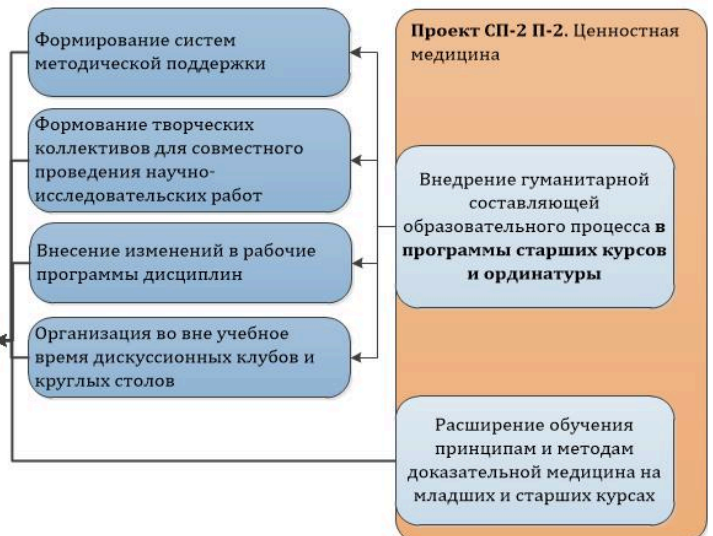 Формирование систем
методической поддержки
Формование творческих
коллективов для совместного
проведения научно-
исследовательских работ
Внесение изменений в рабочие
программы дисциплин
Организация во вне учебное
время дискуссионных клубов и
круглых столов
Проект СП-2 П-2. Ценностная
медицина
Внедрение гуманитарной
составляющей
образовательного процесса в
программы старших курсов
и ординатуры
Расширение обучения
принципам и методам
доказательной медицина на
младших и старших курсах